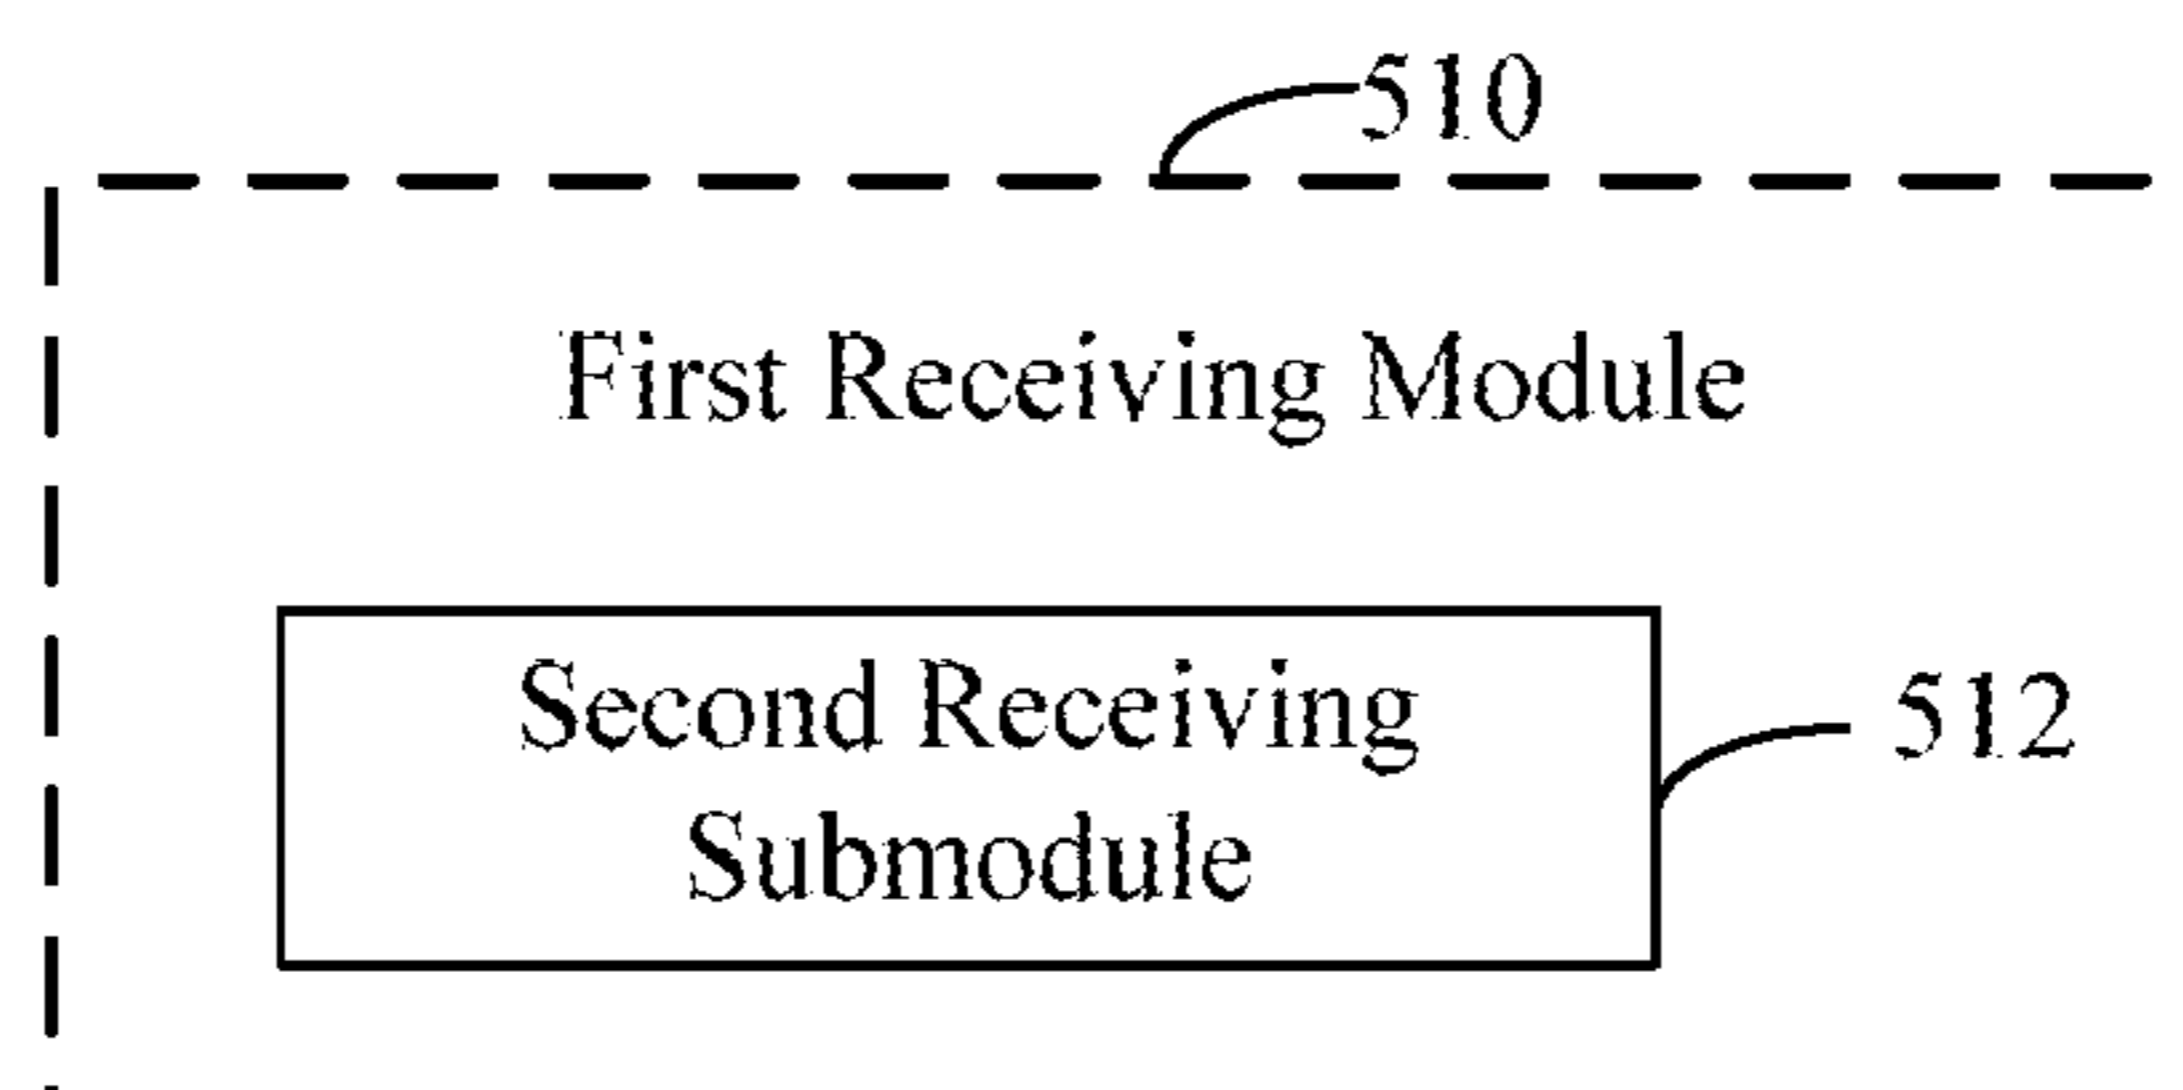 510
First Receiving Module
Second Receiving
Submodule
512